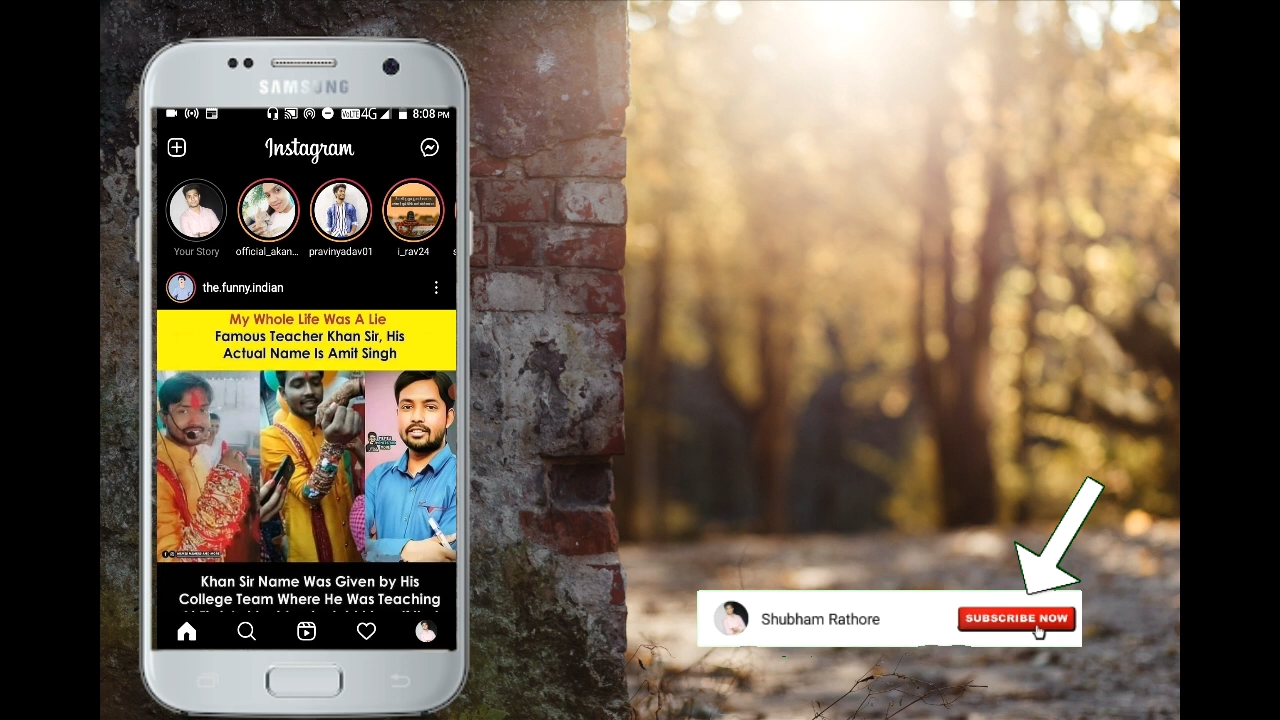 SAMSUNG
VoLTE 4G 8:08 PM
Instagram
Your Story official_akan... pravinyadav01 i_rav24
the.funny.indian
My Whole Life Was A Lie
Famous Teacher Khan Sir, His
Actual Name Is Amit Singh
Khan Sir Name Was Given by His
College Team Where He Was Teaching
Shubham Rathore
SUBSCRIBE NOW